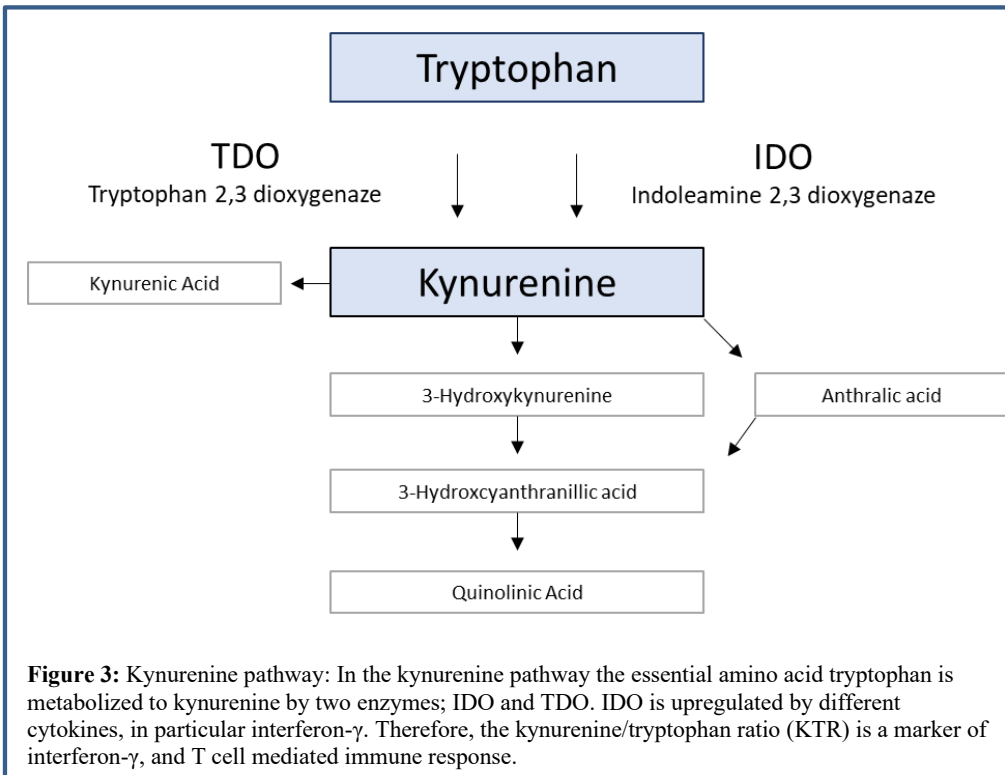 Tryptophan
TDO
Tryptophan 2,3 dioxygenaze
IDO
Indoleamine 2,3 dioxygenaze
Kynurenic Acid
Kynurenine
3-Hydroxykynurenine
Anthralic acid
3-Hydroxcyanthranillic acid
Quinolinic Acid
Figure 3: Kynurenine pathway: In the kynurenine pathway the essential amino acid tryptophan is
metabolized to kynurenine by two enzymes; IDO and TDO. IDO is upregulated by different
cytokines, in particular interferon-γ. Therefore, the kynurenine/tryptophan ratio (KTR) is a marker of
interferon-γ, and T cell mediated immune response.